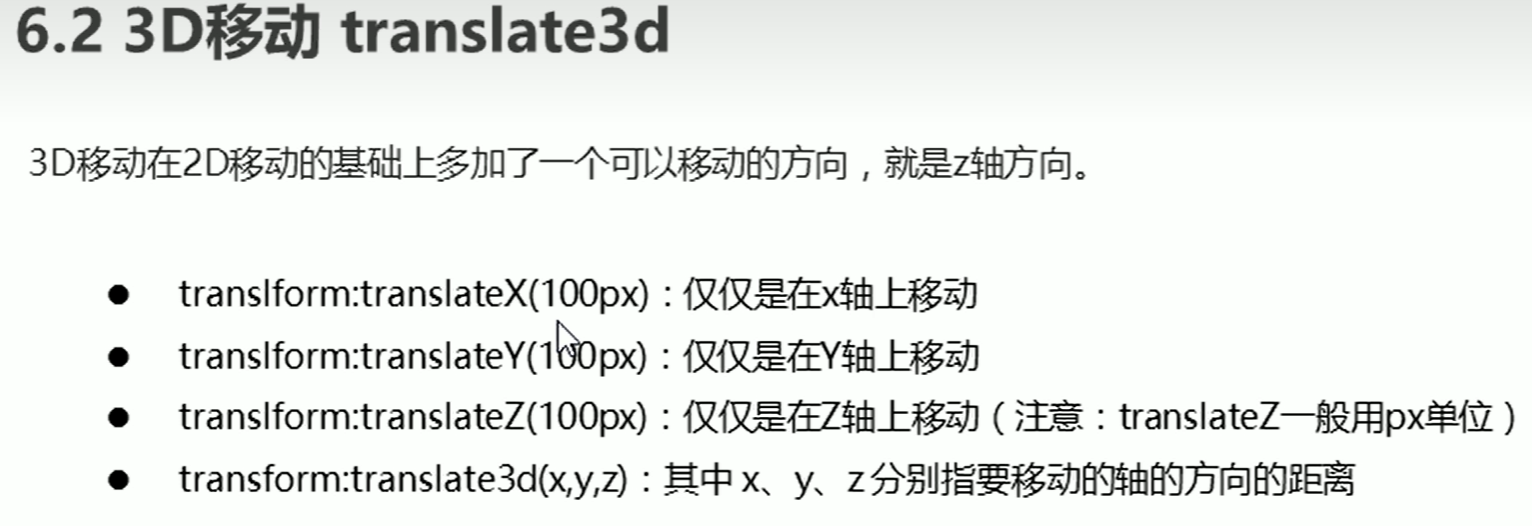 6.2 3D移动 translate3d
3D移动在2D移动的基础上多加了一个可以移动的方向，就是z轴方向。
● translform:translateX(100px)：仅仅是在x轴上移动
● translform:translateY(100px)：仅仅是在Y轴上移动
● translform:translateZ(100px)：仅仅是在Z轴上移动（注意：translateZ一般用px单位）
● transform:translate3d(x,y,z)：其中 x、y、z 分别指要移动的轴的方向的距离